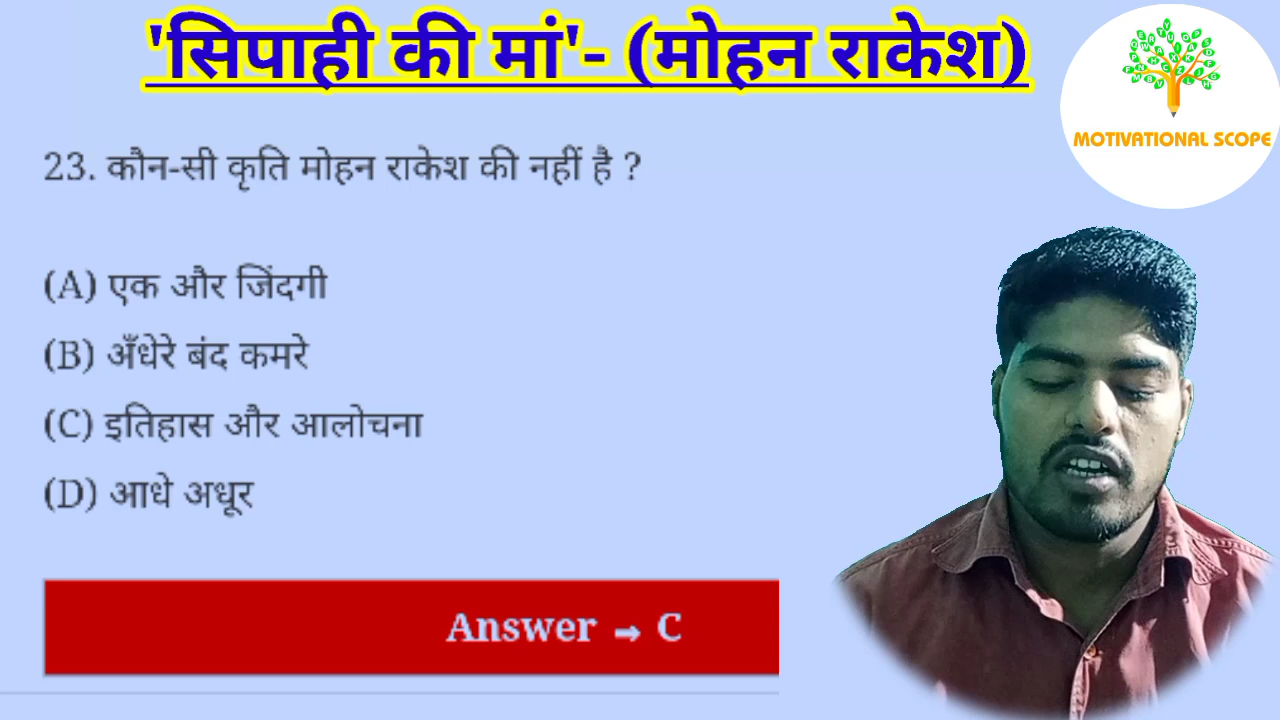 'सिपाही की मां'- (मोहन राकेश)
MOTIVATIONAL SCOPE
23. कौन-सी कृति मोहन राकेश की नहीं है ?
(A) एक और जिंदगी
(B) अँधेरे बंद कमरे
(C) इतिहास और आलोचना
(D) आधे अधूर
Answer → C